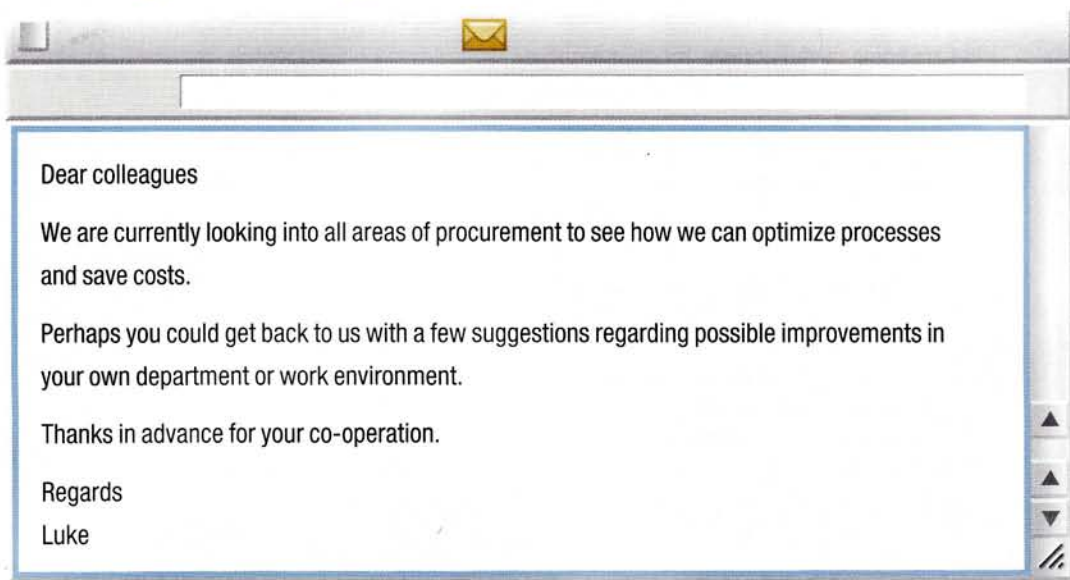 Dear colleagues
We are currently looking into all areas of procurement to see how we can optimize processes
and save costs.
Perhaps you could get back to us with a few suggestions regarding possible improvements in
your own department or work environment.
Thanks in advance for your co-operation.
Regards
Luke